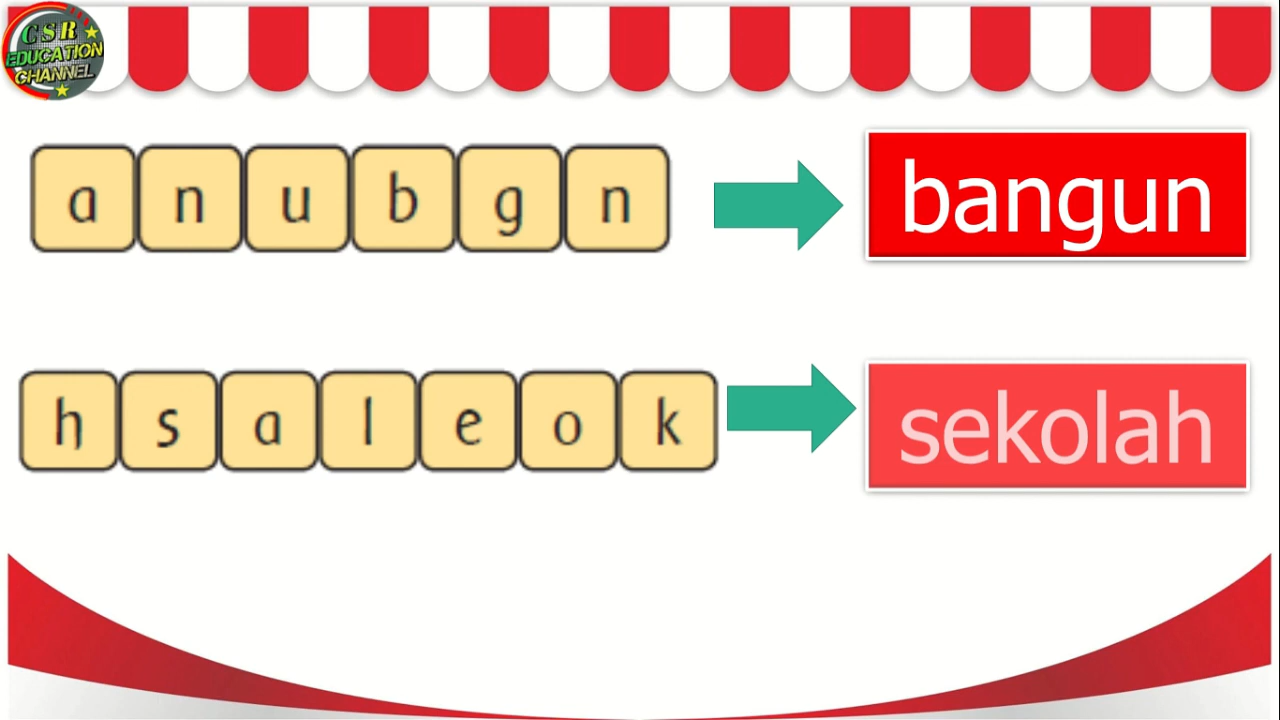 CSR
EDUCATION
CHANNEL
a n u b g n
bangun
h s a l e o k
sekolah